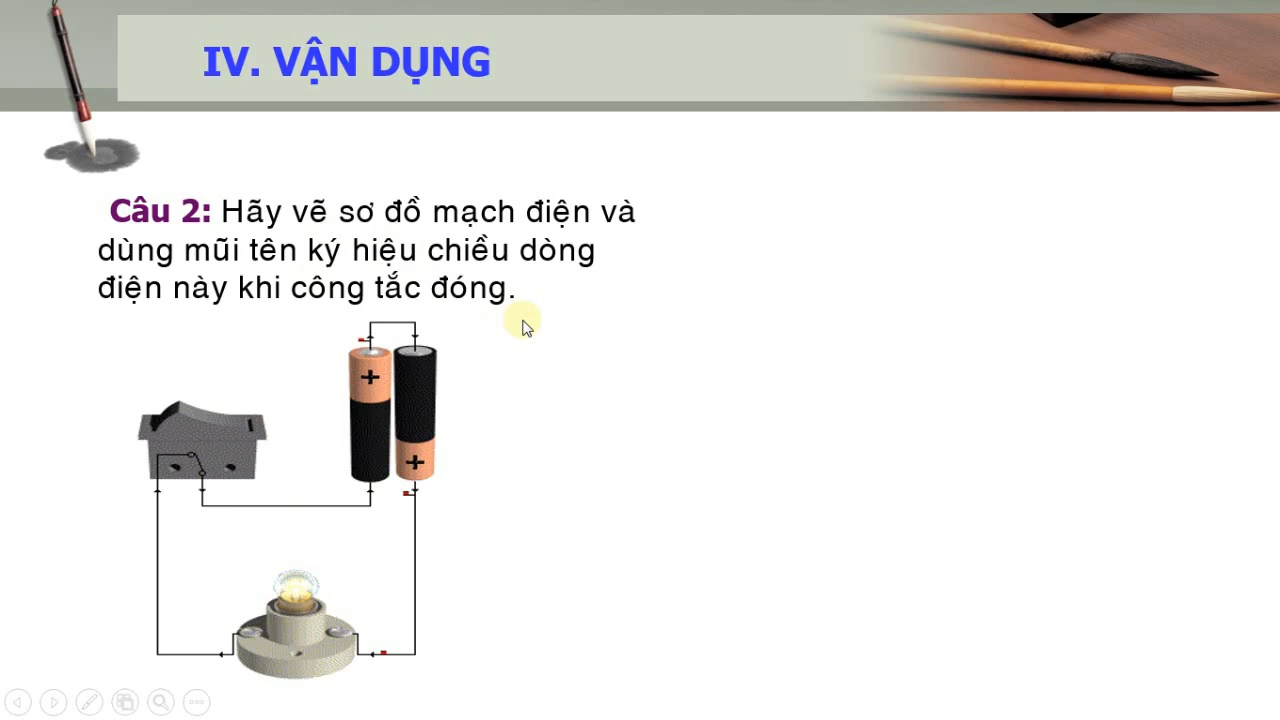 IV. VẬN DỤNG
Câu 2: Hãy vẽ sơ đồ mạch điện và
dùng mũi tên ký hiệu chiều dòng
điện này khi công tắc đóng.
+
+